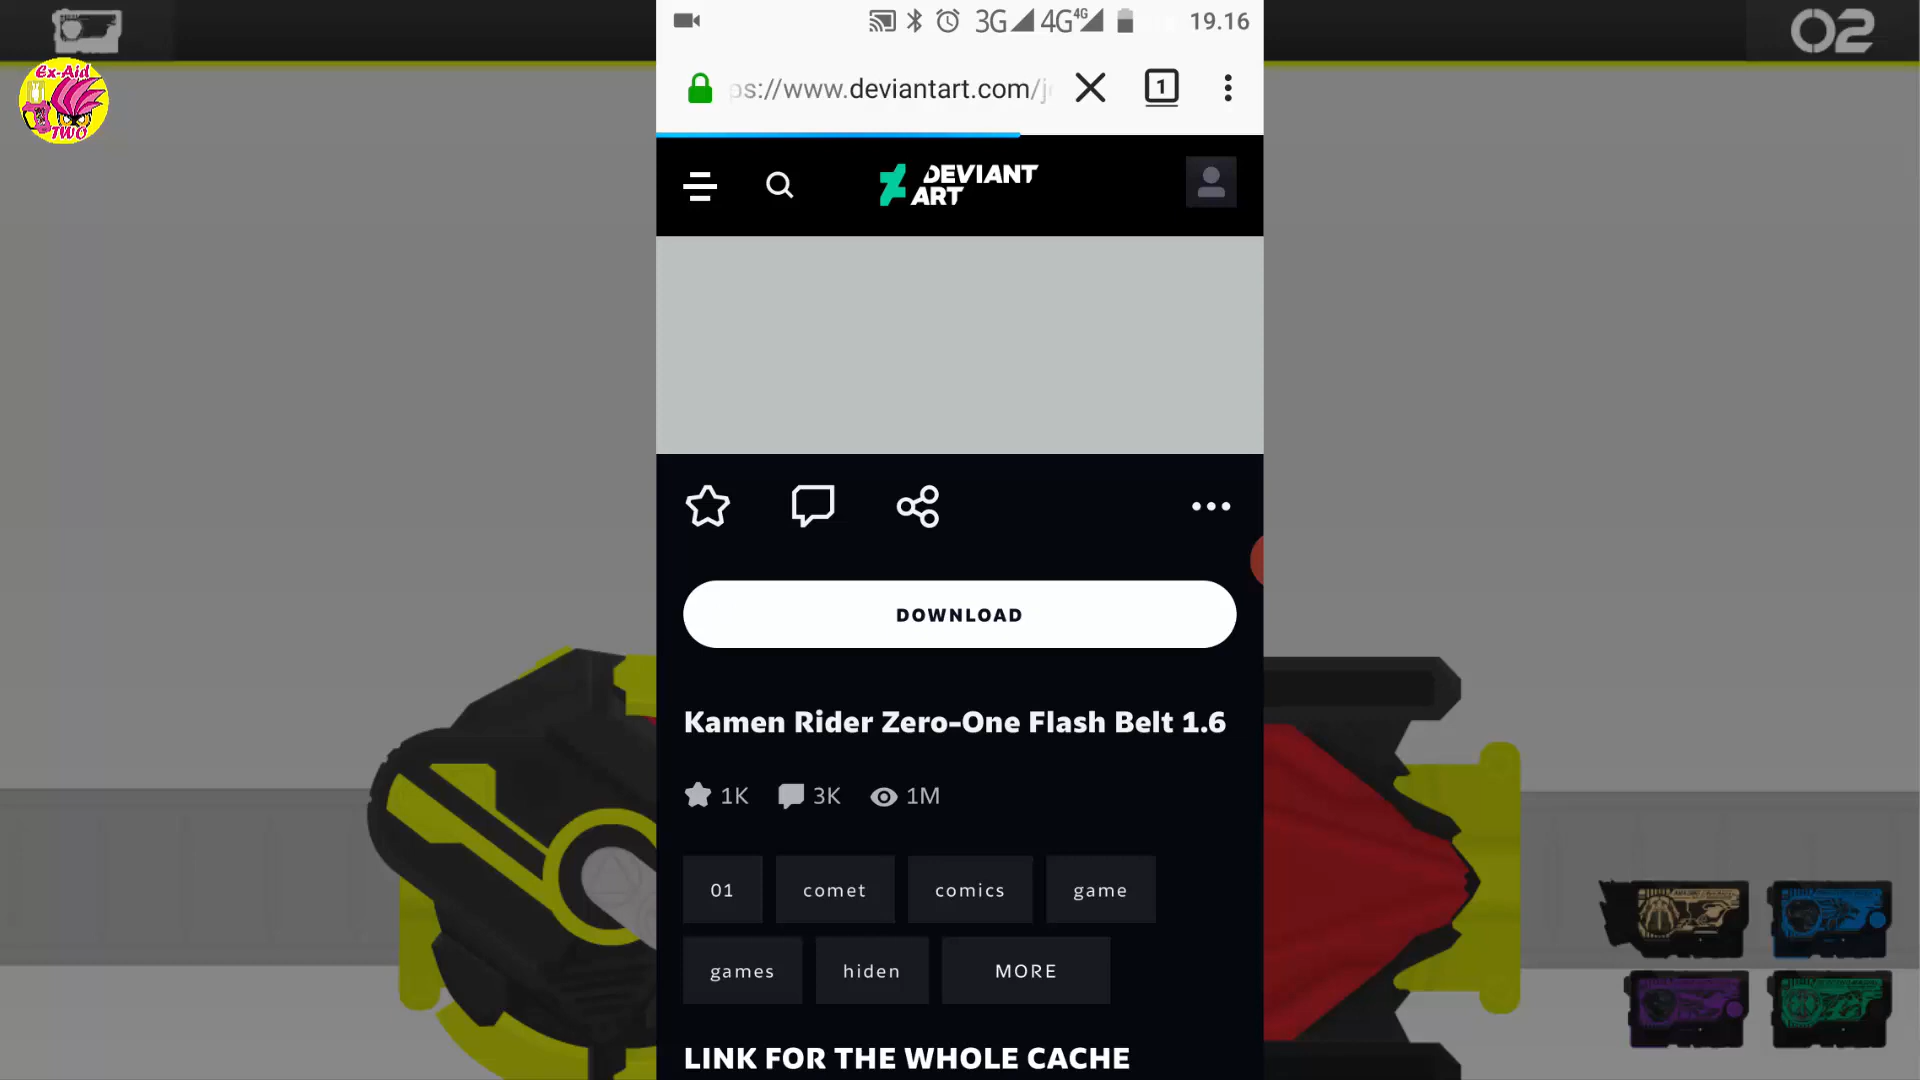 3G 4G 4G 19.16
02
Ex-Aid
TWO
ps://www.deviantart.com/j
1
DEVIANT
ART
DOWNLOAD
Kamen Rider Zero-One Flash Belt 1.6
1K 3K 1M
01 comet comics game
games hiden MORE
LINK FOR THE WHOLE CACHE